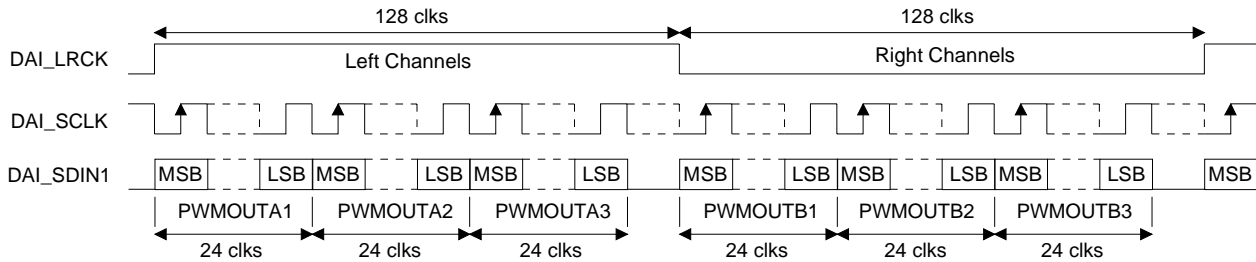 128 clks 128 clks
DAI_LRCK Left Channels Right Channels
DAI_SCLK
DAI_SDIN1 MSB LSB MSB LSB MSB LSB MSB LSB MSB LSB MSB LSB MSB
PWMOUTA1 PWMOUTA2 PWMOUTA3 PWMOUTB1 PWMOUTB2 PWMOUTB3
24 clks 24 clks 24 clks 24 clks 24 clks 24 clks